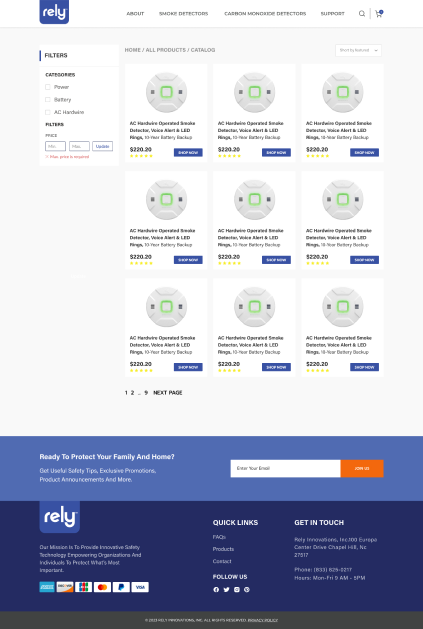 rely
ABOUT SMOKE DETECTORS CARBON MONOXIDE DETECTORS SUPPORT
FILTERS
HOME / ALL PRODUCTS / CATALOG
Short by featured
CATEGORIES
Power
Battery
AC Hardwire
FILTERS
PRICE
Min. Max. Update
Max. price is required
AC Hardwire Operated Smoke
Detector, Voice Alert & LED
Rings, 10-Year Battery Backup
$220.20
SHOP NOW
AC Hardwire Operated Smoke
Detector, Voice Alert & LED
Rings, 10-Year Battery Backup
$220.20
SHOP NOW
AC Hardwire Operated Smoke
Detector, Voice Alert & LED
Rings, 10-Year Battery Backup
$220.20
SHOP NOW
AC Hardwire Operated Smoke
Detector, Voice Alert & LED
Rings, 10-Year Battery Backup
$220.20
SHOP NOW
AC Hardwire Operated Smoke
Detector, Voice Alert & LED
Rings, 10-Year Battery Backup
$220.20
SHOP NOW
AC Hardwire Operated Smoke
Detector, Voice Alert & LED
Rings, 10-Year Battery Backup
$220.20
SHOP NOW
AC Hardwire Operated Smoke
Detector, Voice Alert & LED
Rings, 10-Year Battery Backup
$220.20
SHOP NOW
AC Hardwire Operated Smoke
Detector, Voice Alert & LED
Rings, 10-Year Battery Backup
$220.20
SHOP NOW
AC Hardwire Operated Smoke
Detector, Voice Alert & LED
Rings, 10-Year Battery Backup
$220.20
SHOP NOW
1 2 ... 9 NEXT PAGE
Ready To Protect Your Family And Home?
Get Useful Safety Tips, Exclusive Promotions,
Product Announcements And More.
Enter Your Email
JOIN US
rely
Our Mission Is To Provide Innovative Safety
Technology Empowering Organizations And
Individuals To Protect What's Most
Important.
DISCOVER VISA
QUICK LINKS
FAQs
Products
Contact
FOLLOW US
GET IN TOUCH
Rely Innovations, Inc.100 Europa
Center Drive Chapel Hill, Nc
27517
Phone: (833) 625-0217
Hours: Mon-Fri 9 AM - 5PM
© 2023 RELY INNOVATIONS, INC. ALL RIGHTS RESERVED. PRIVACY POLICY